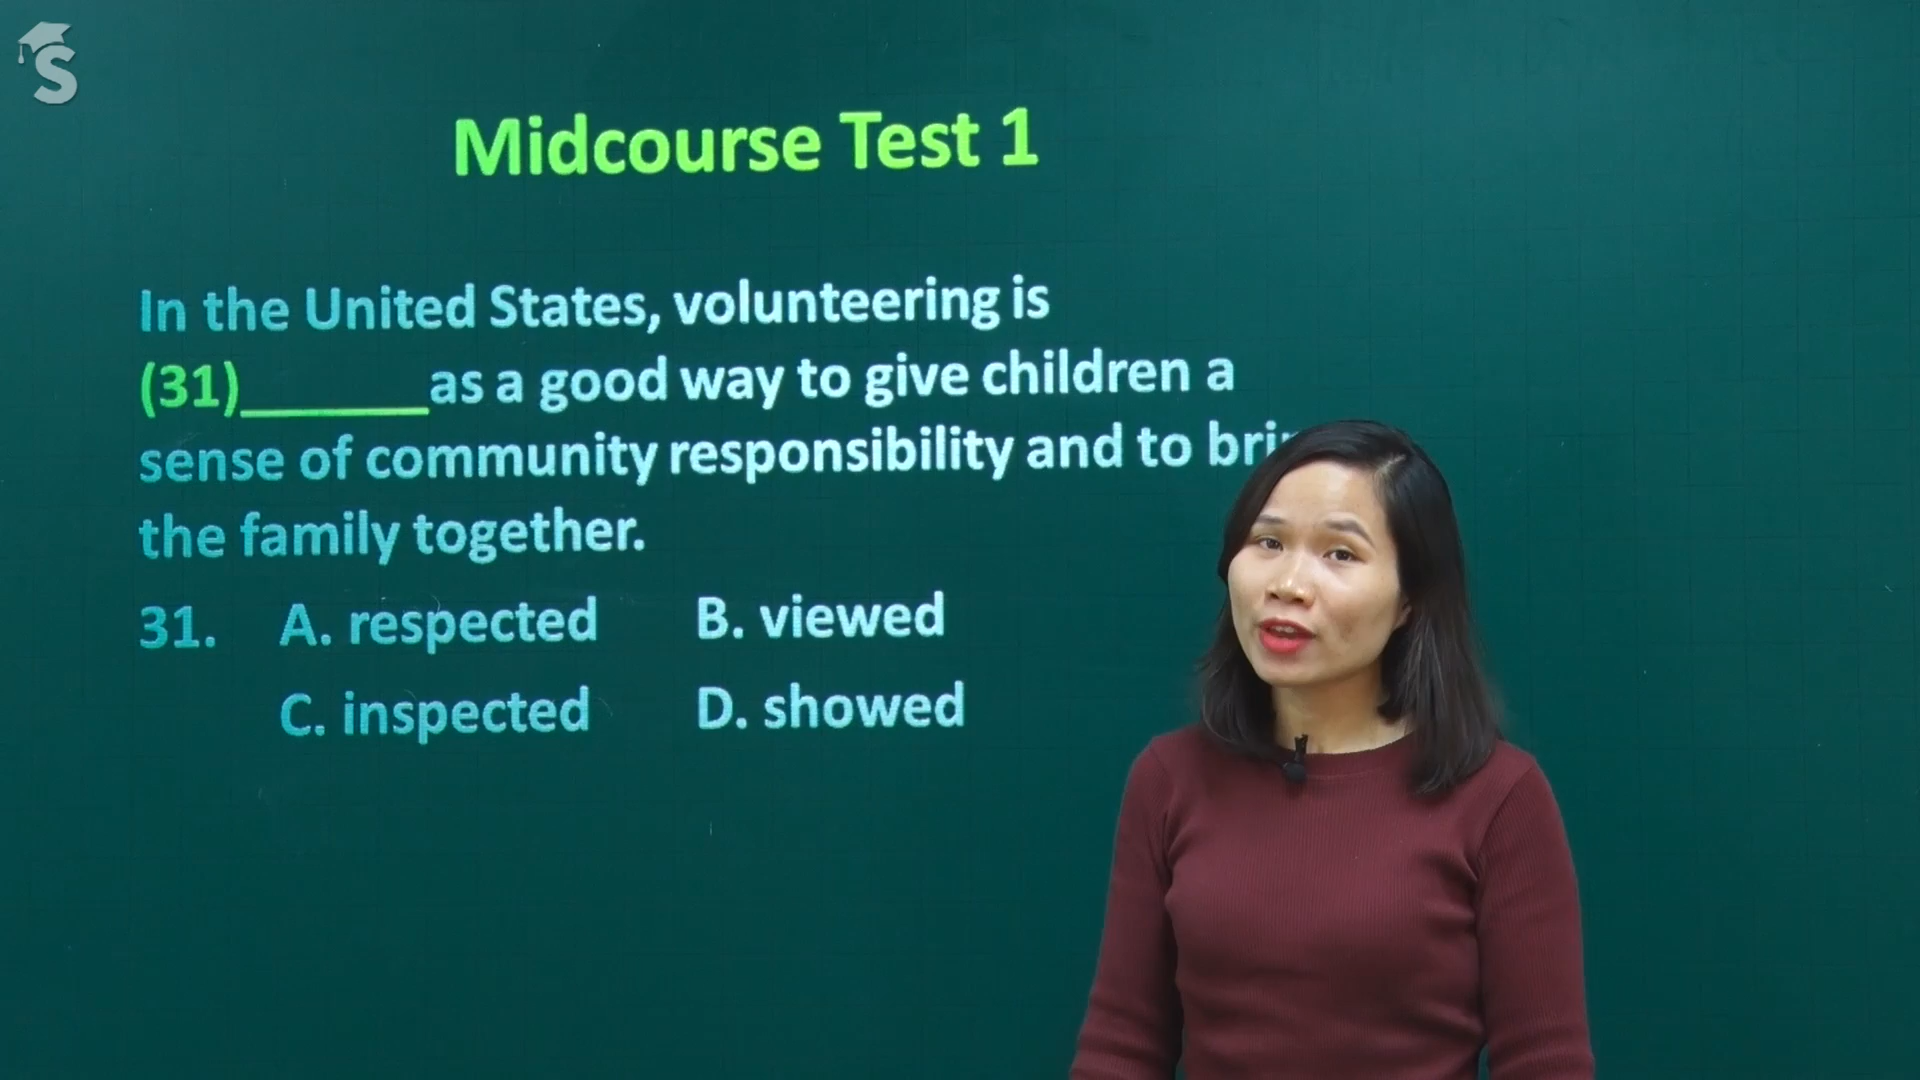 S
Midcourse Test 1
In the United States, volunteering is
(31)______as a good way to give children a
sense of community responsibility and to
the family together.
31. A. respected B. viewed
C. inspected D. showed